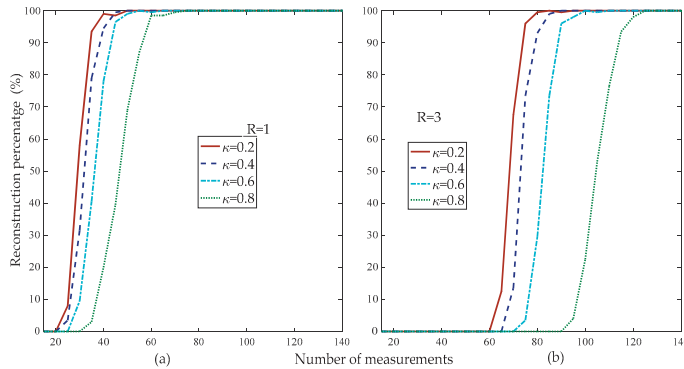 Reconstruction percenatge (%)
100
90
80
70
60
50
40
30
20
10
0
R=1
κ=0.2
κ=0.4
κ=0.6
κ=0.8
20 40 60 80 100 120 140
(a)
100
90
80
70
60
50
40
30
20
10
0
R=3
κ=0.2
κ=0.4
κ=0.6
κ=0.8
20 40 60 80 100 120 14
(b)
Number of measurements